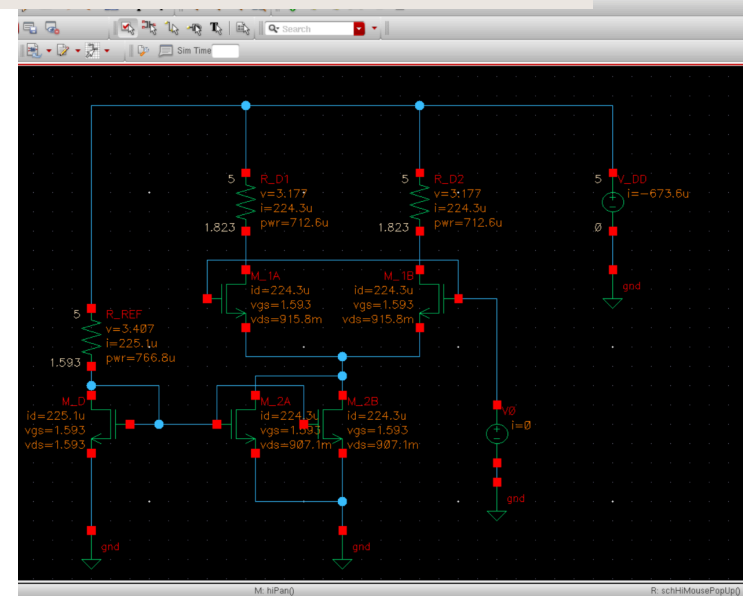 Search
Sim Time
5
R_D1
v=3.177
i=224.3u
pwr=712.6u
1.823
5
R_D2
v=3.177
i=224.3u
pwr=712.6u
1.823
5
V_DD
i=-673.6u
0
gnd
M_1A
id=224.3u
vgs=1.593
vds=915.8m
M_1B
id=224.3u
vgs=1.593
vds=915.8m
5
R_REF
v=3.407
i=225.1u
pwr=766.8u
1.593
M_D
id=225.1u
vgs=1.593
vds=1.593
M_2A
id=224.3u
vgs=1.593
vds=907.1m
M_2B
id=224.3u
vgs=1.593
vds=907.1m
V0
i=0
gnd
gnd
gnd
M: hiPan()
R: schHiMousePopUp()